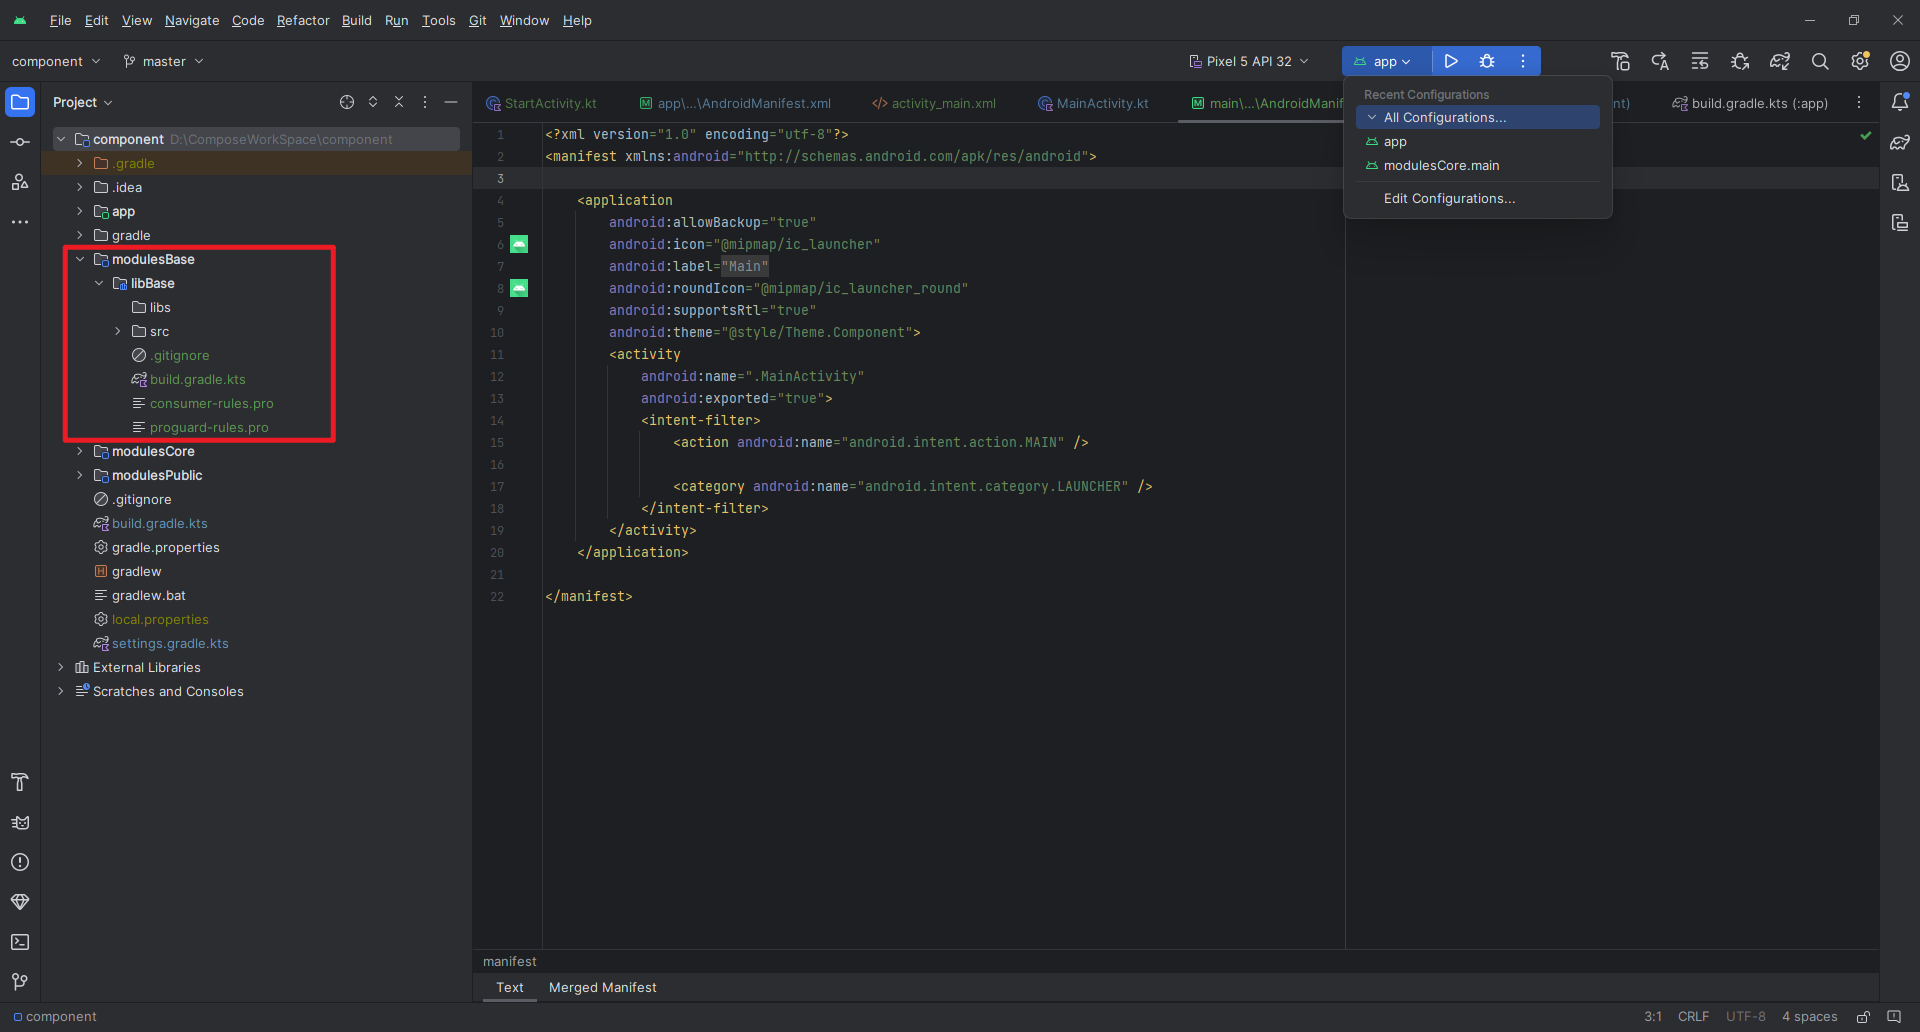 File Edit View Navigate Code Refactor Build Run Tools Git Window Help
component master Pixel 5 API 32 app
Project
component D:\ComposeWorkSpace\component
.gradle
.idea
app
gradle
modulesBase
libBase
libs
src
.gitignore
build.gradle.kts
consumer-rules.pro
proguard-rules.pro
modulesCore
modulesPublic
.gitignore
build.gradle.kts
gradle.properties
gradlew
gradlew.bat
local.properties
settings.gradle.kts
External Libraries
Scratches and Consoles
StartActivity.kt app\...\AndroidManifest.xml activity_main.xml MainActivity.kt main\...\AndroidManif nt) build.gradle.kts (:app)
Recent Configurations
All Configurations...
app
modulesCore.main
Edit Configurations...
1 <?xml version="1.0" encoding="utf-8"?>
2 <manifest xmlns:android="http://schemas.android.com/apk/res/android">
3
4 <application
5 android:allowBackup="true"
6 android:icon="@mipmap/ic_launcher"
7 android:label="Main"
8 android:roundIcon="@mipmap/ic_launcher_round"
9 android:supportsRtl="true"
10 android:theme="@style/Theme.Component">
11 <activity
12 android:name=".MainActivity"
13 android:exported="true">
14 <intent-filter>
15 <action android:name="android.intent.action.MAIN" />
16
17 <category android:name="android.intent.category.LAUNCHER" />
18 </intent-filter>
19 </activity>
20 </application>
21
22 </manifest>
manifest
Text Merged Manifest
component 3:1 CRLF UTF-8 4 spaces